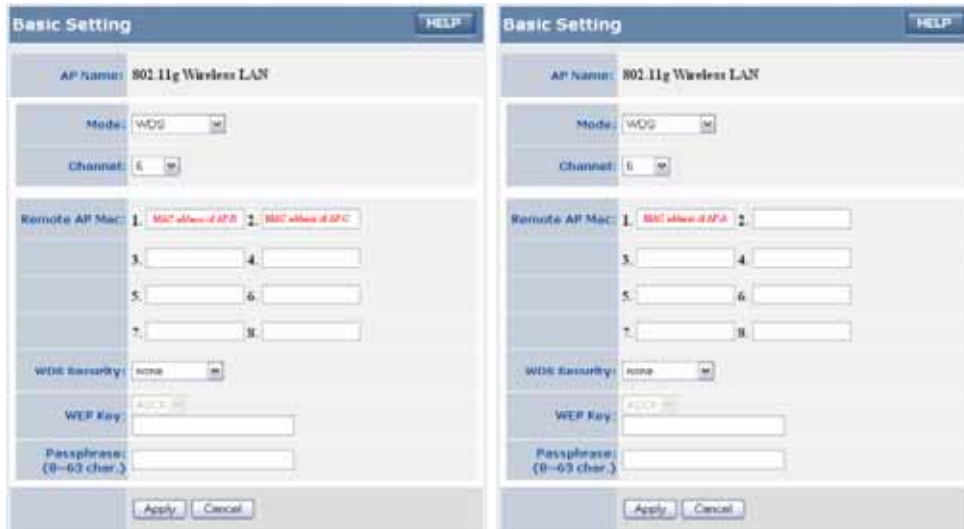 Basic Setting HELP
AP Name: 802.11g Wireless LAN
Mode: WDS
Channel: 6
Remote AP Mac: 1. MAC address of AP-B 2. MAC address of AP-C
3. 4.
5. 6.
7. 8.
WDS Security: none
WEP Key: ASCII
Passphrase:
(8~63 char.)
Apply Cancel
Basic Setting HELP
AP Name: 802.11g Wireless LAN
Mode: WDS
Channel: 6
Remote AP Mac: 1. MAC address of AP-A 2.
3. 4.
5. 6.
7. 8.
WDS Security: none
WEP Key: ASCII
Passphrase:
(8~63 char.)
Apply Cancel